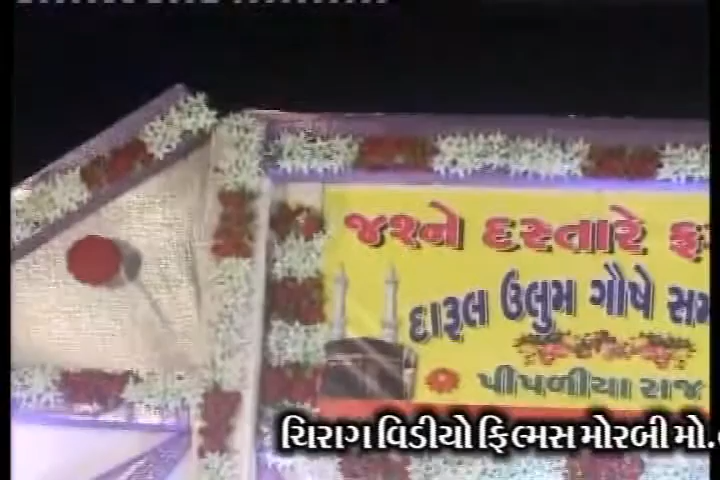 જશ્ને દસ્તારે
દારૂલ ઉલુમ ગૌષે
પીપળીયા રાજ
ચિરાગ વિડીયો ફિલ્મસ મોરબી મો.